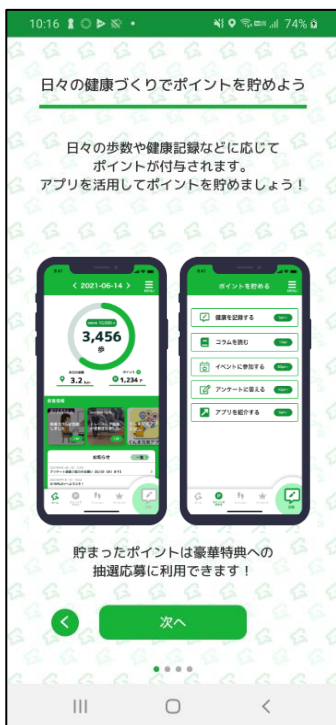 10:16
74%
日々の健康づくりでポイントを貯めよう
日々の歩数や健康記録などに応じて
ポイントが付与されます。
アプリを活用してポイントを貯めましょう！
< 2021-06-14 >
3,456
歩
3.2 km
1,234 P
お知らせ
ポイントを貯める
健康を記録する
コラムを読む
イベントに参加する
アンケートに答える
アプリを紹介する
貯まったポイントは豪華特典への
抽選応募に利用できます！
次へ